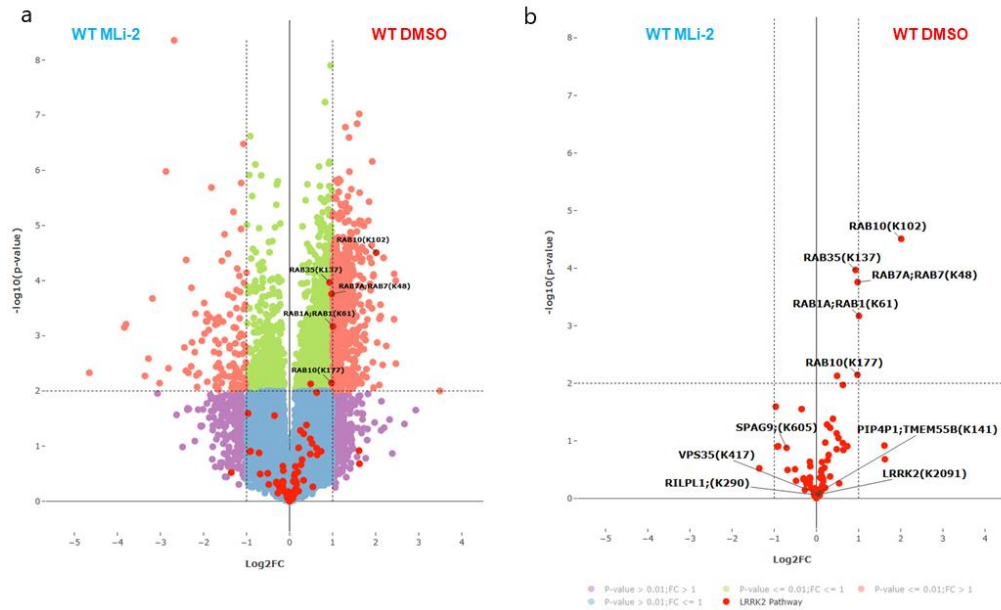 a
WT MLi-2
WT DMSO
8
7
6
5
4
3
2
1
0
-log10(p-value)
RAB10(K102)
RAB35(K137)
RAB7A;RAB7(K48)
RAB1A;RAB1(K61)
RAB10(K177)
-5
-4
-3
-2
-1
0
1
2
3
4
Log2FC
b
WT MLi-2
WT DMSO
8
7
6
5
4
3
2
1
0
-log10(p-value)
RAB10(K102)
RAB35(K137)
RAB7A;RAB7(K48)
RAB1A;RAB1(K61)
RAB10(K177)
SPAG9;(K605)
PIP4P1;TMEM55B(K141)
VPS35(K417)
LRRK2(K2091)
RILPL1;(K290)
-5
-4
-3
-2
-1
0
1
2
3
4
Log2FC
P-value > 0.01;FC > 1
P-value <= 0.01;FC <= 1
P-value <= 0.01;FC > 1
P-value > 0.01;FC <= 1
LRRK2 Pathway